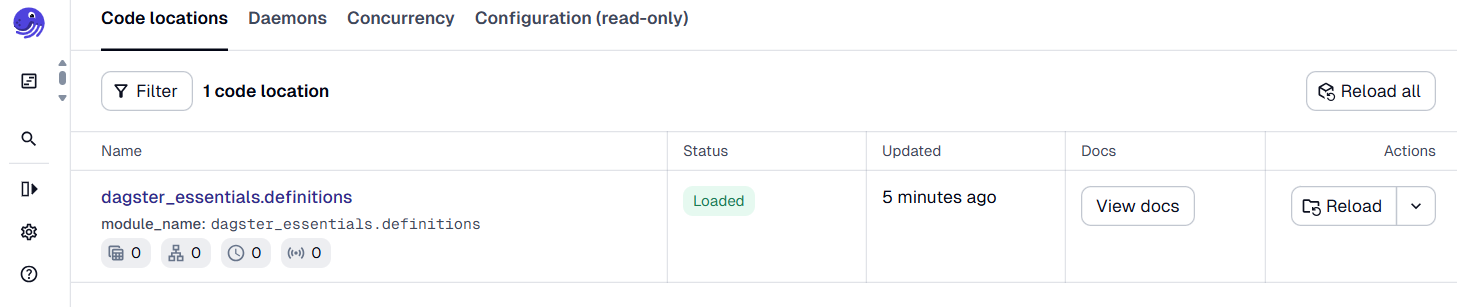 Code locations Daemons Concurrency Configuration (read-only)
Filter 1 code location Reload all
Name Status Updated Docs Actions
dagster_essentials.definitions Loaded 5 minutes ago View docs Reload
module_name: dagster_essentials.definitions
0 0 0 0